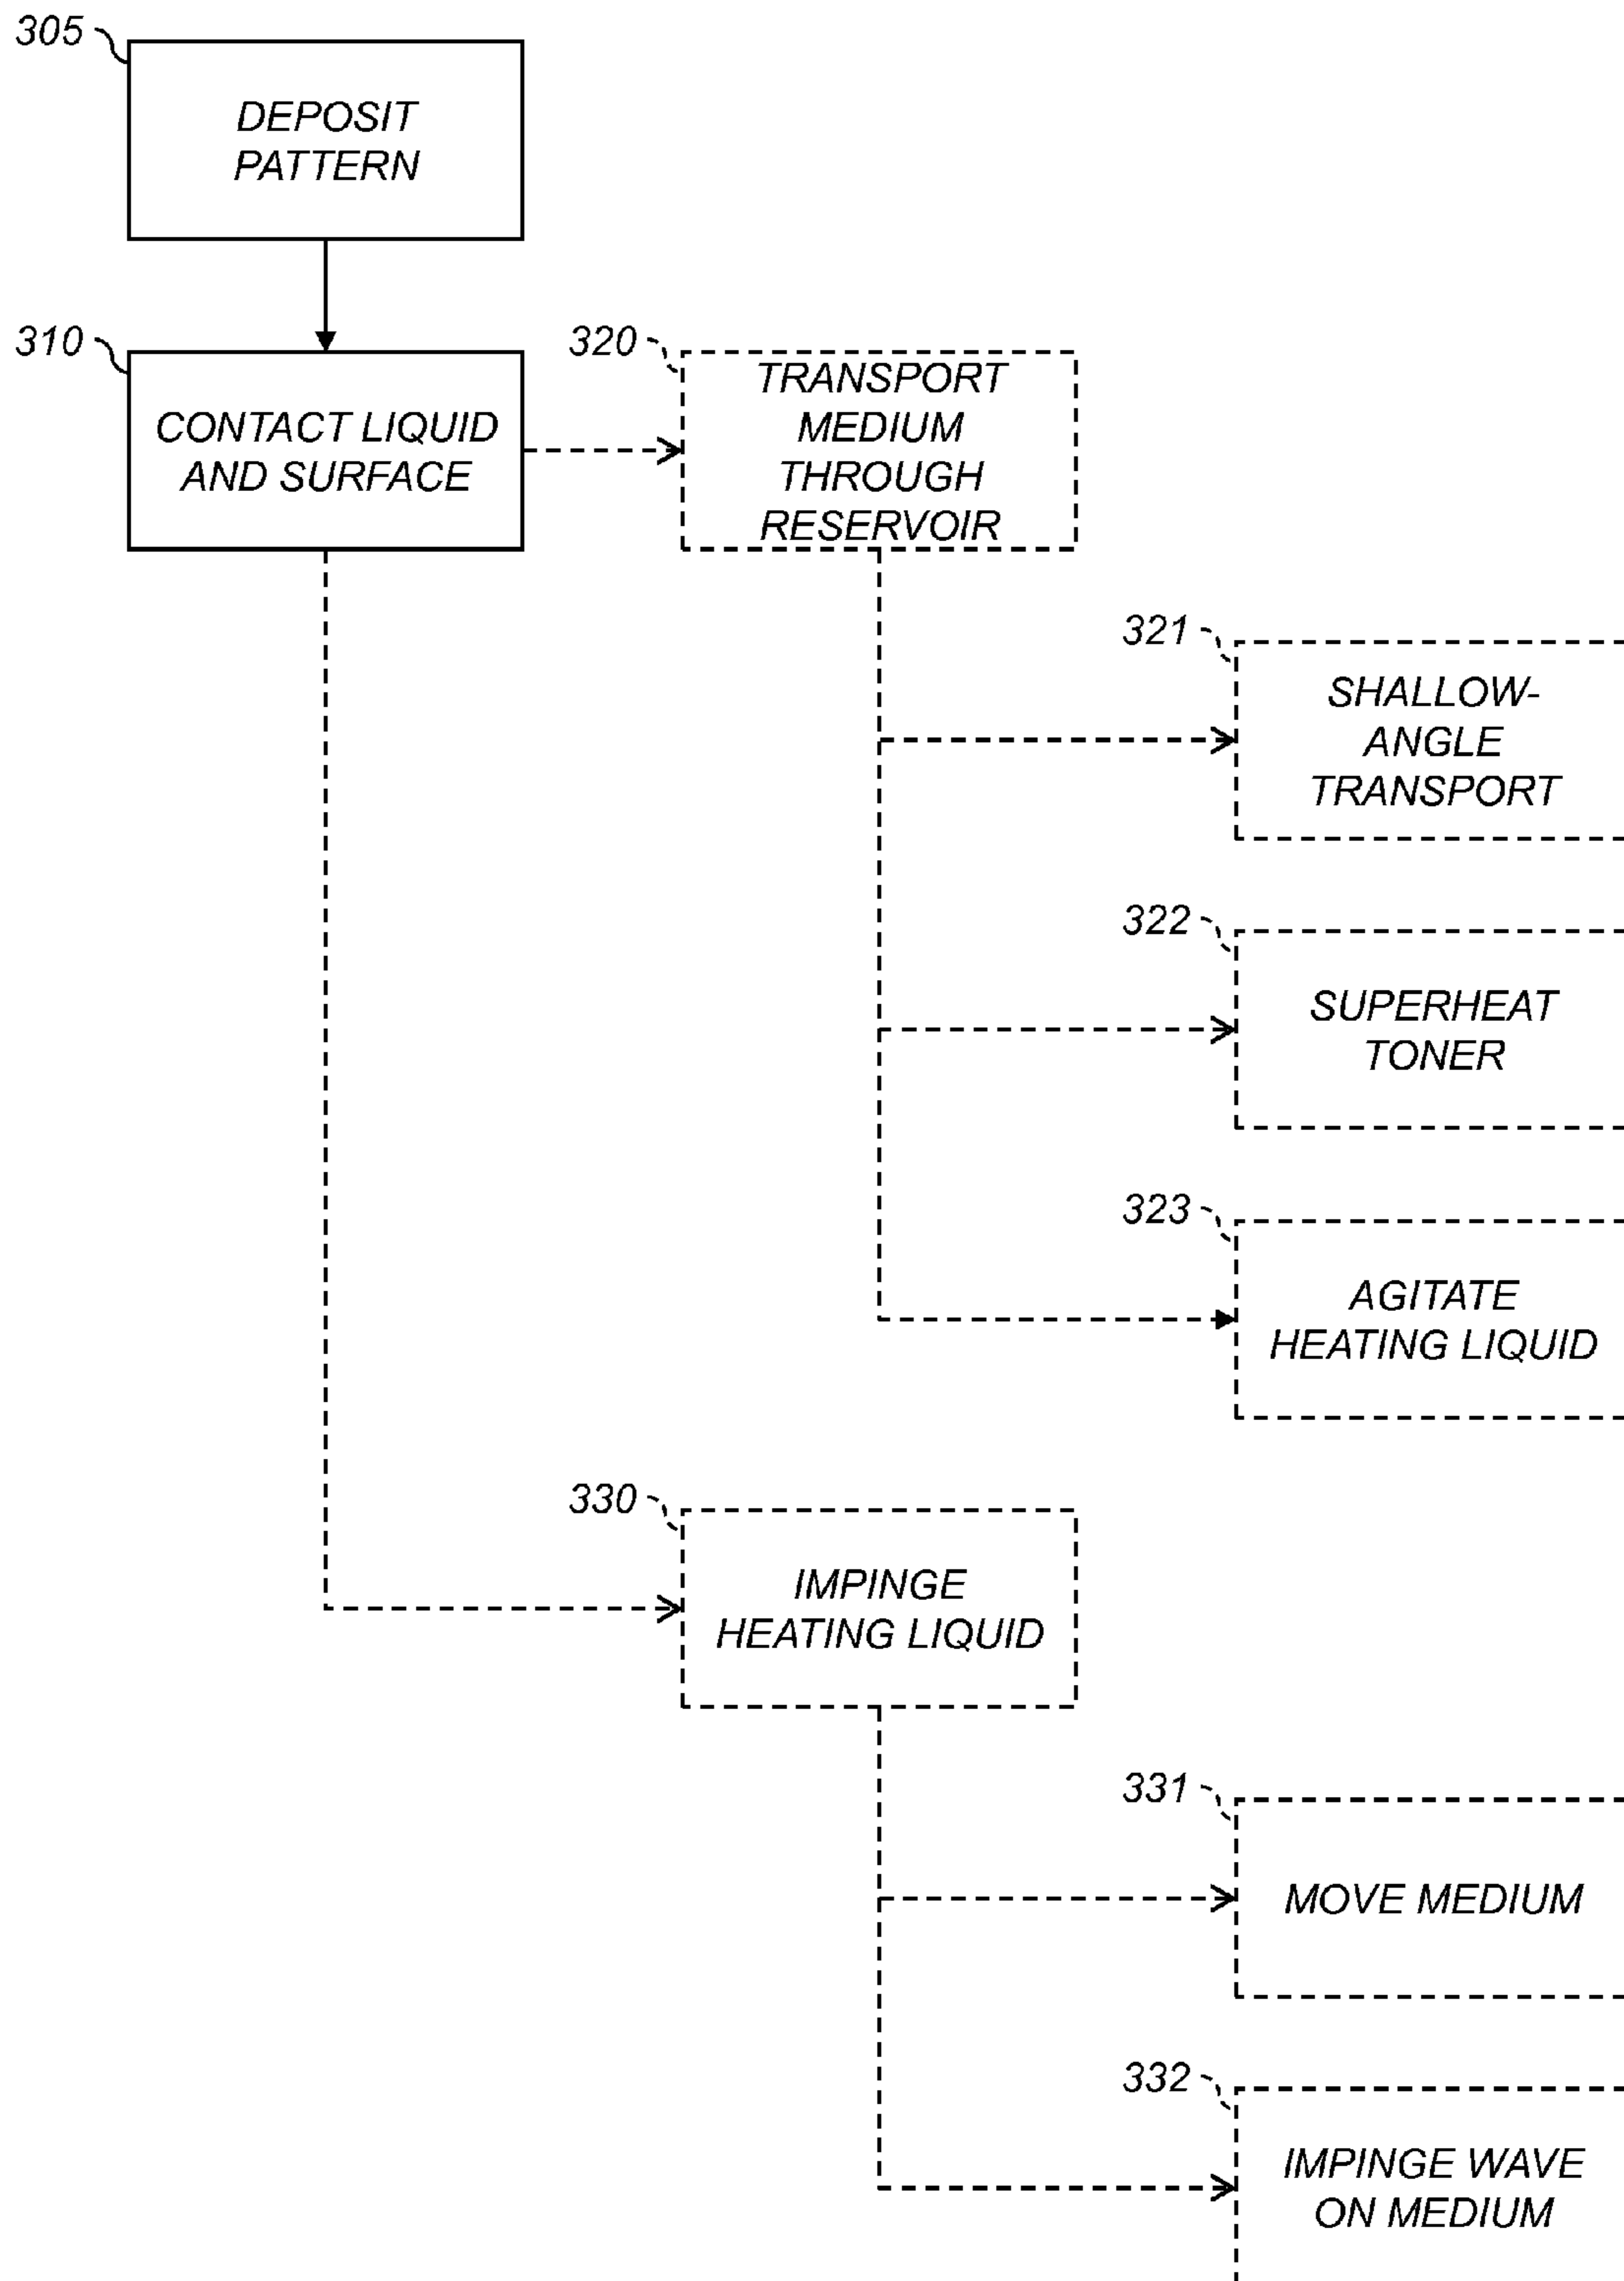 305
DEPOSIT
PATTERN
310
CONTACT LIQUID
AND SURFACE
320
TRANSPORT
MEDIUM
THROUGH
RESERVOIR
321
SHALLOW-
ANGLE
TRANSPORT
322
SUPERHEAT
TONER
323
AGITATE
HEATING LIQUID
330
IMPINGE
HEATING LIQUID
331
MOVE MEDIUM
332
IMPINGE WAVE
ON MEDIUM